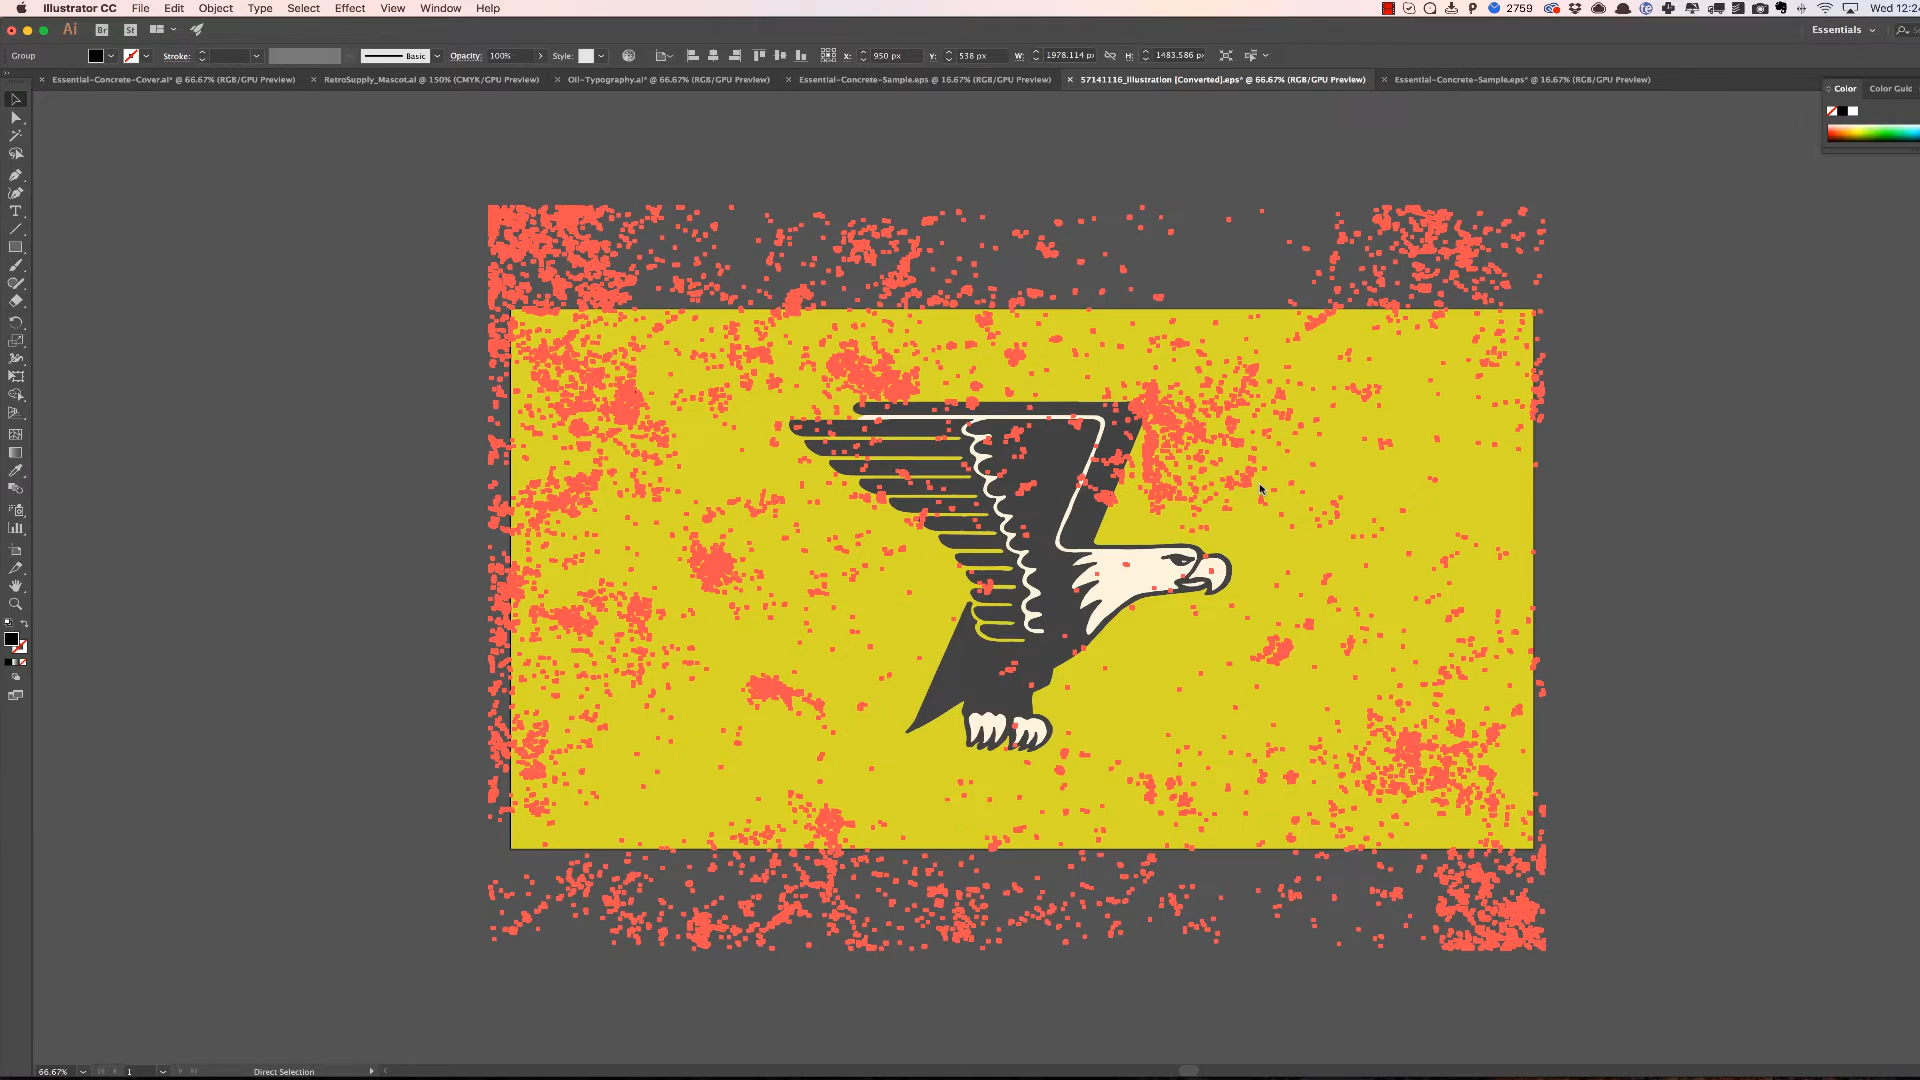 Illustrator CC File Edit Object Type Select Effect View Window Help 2759 Wed 12:24
Ai Br St Essentials
Group Stroke: Basic Opacity: 100% Style: X: 950 px Y: 538 px W: 1978.114 px H: 1483.586 px
Essential-Concrete-Cover.ai* @ 66.67% (RGB/GPU Preview) RetroSupply_Mascot.ai @ 150% (CMYK/GPU Preview) Oil-Typography.ai* @ 66.67% (RGB/GPU Preview) Essential-Concrete-Sample.eps @ 16.67% (RGB/GPU Preview) 57141116_Illustration [Converted].eps* @ 66.67% (RGB/GPU Preview) Essential-Concrete-Sample.eps* @ 16.67% (RGB/GPU Preview)
Color Color Guid
66.67% 1 Direct Selection